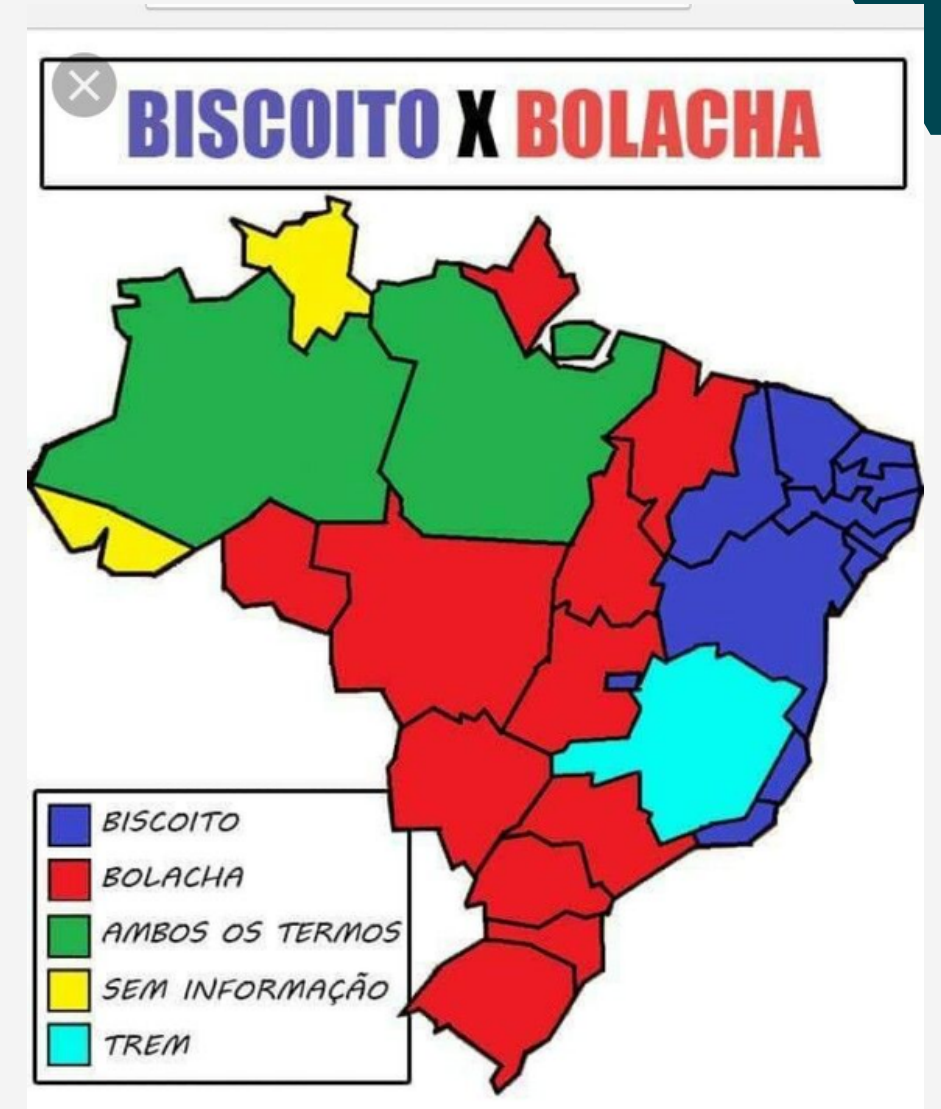 BISCOITO X BOLACHA
BISCOITO
BOLACHA
AMBOS OS TERMOS
SEM INFORMAÇÃO
TREM